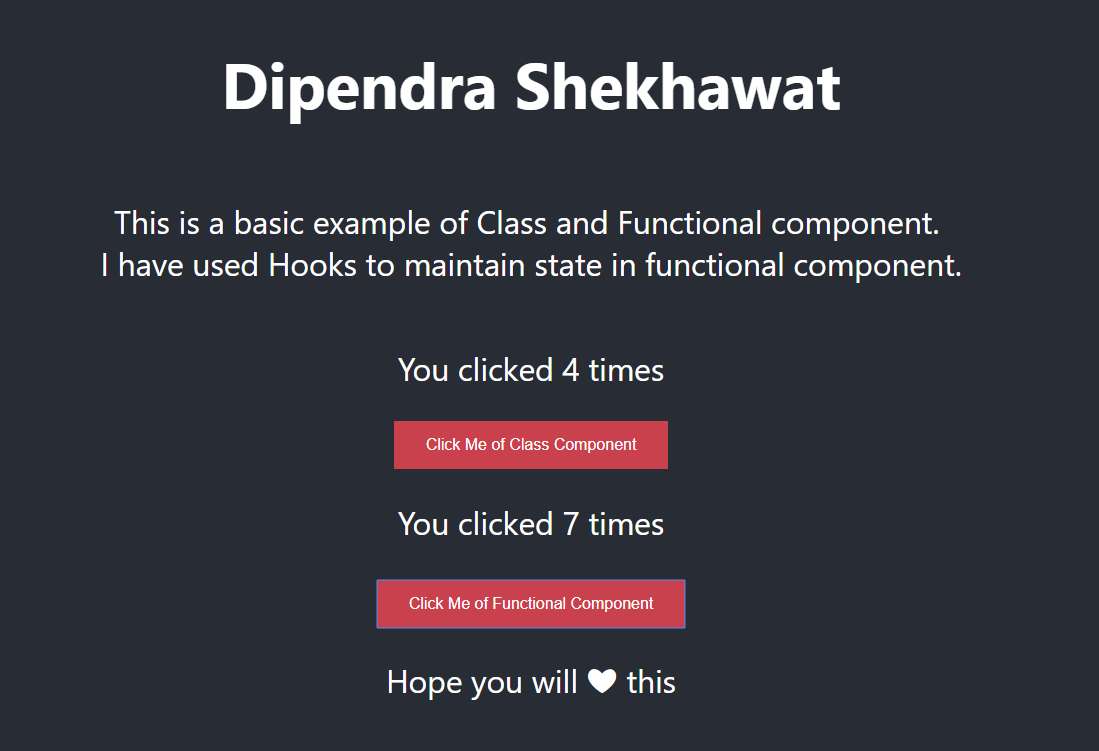 Dipendra Shekhawat
This is a basic example of Class and Functional component.
I have used Hooks to maintain state in functional component.
You clicked 4 times
Click Me of Class Component
You clicked 7 times
Click Me of Functional Component
Hope you will ♥ this